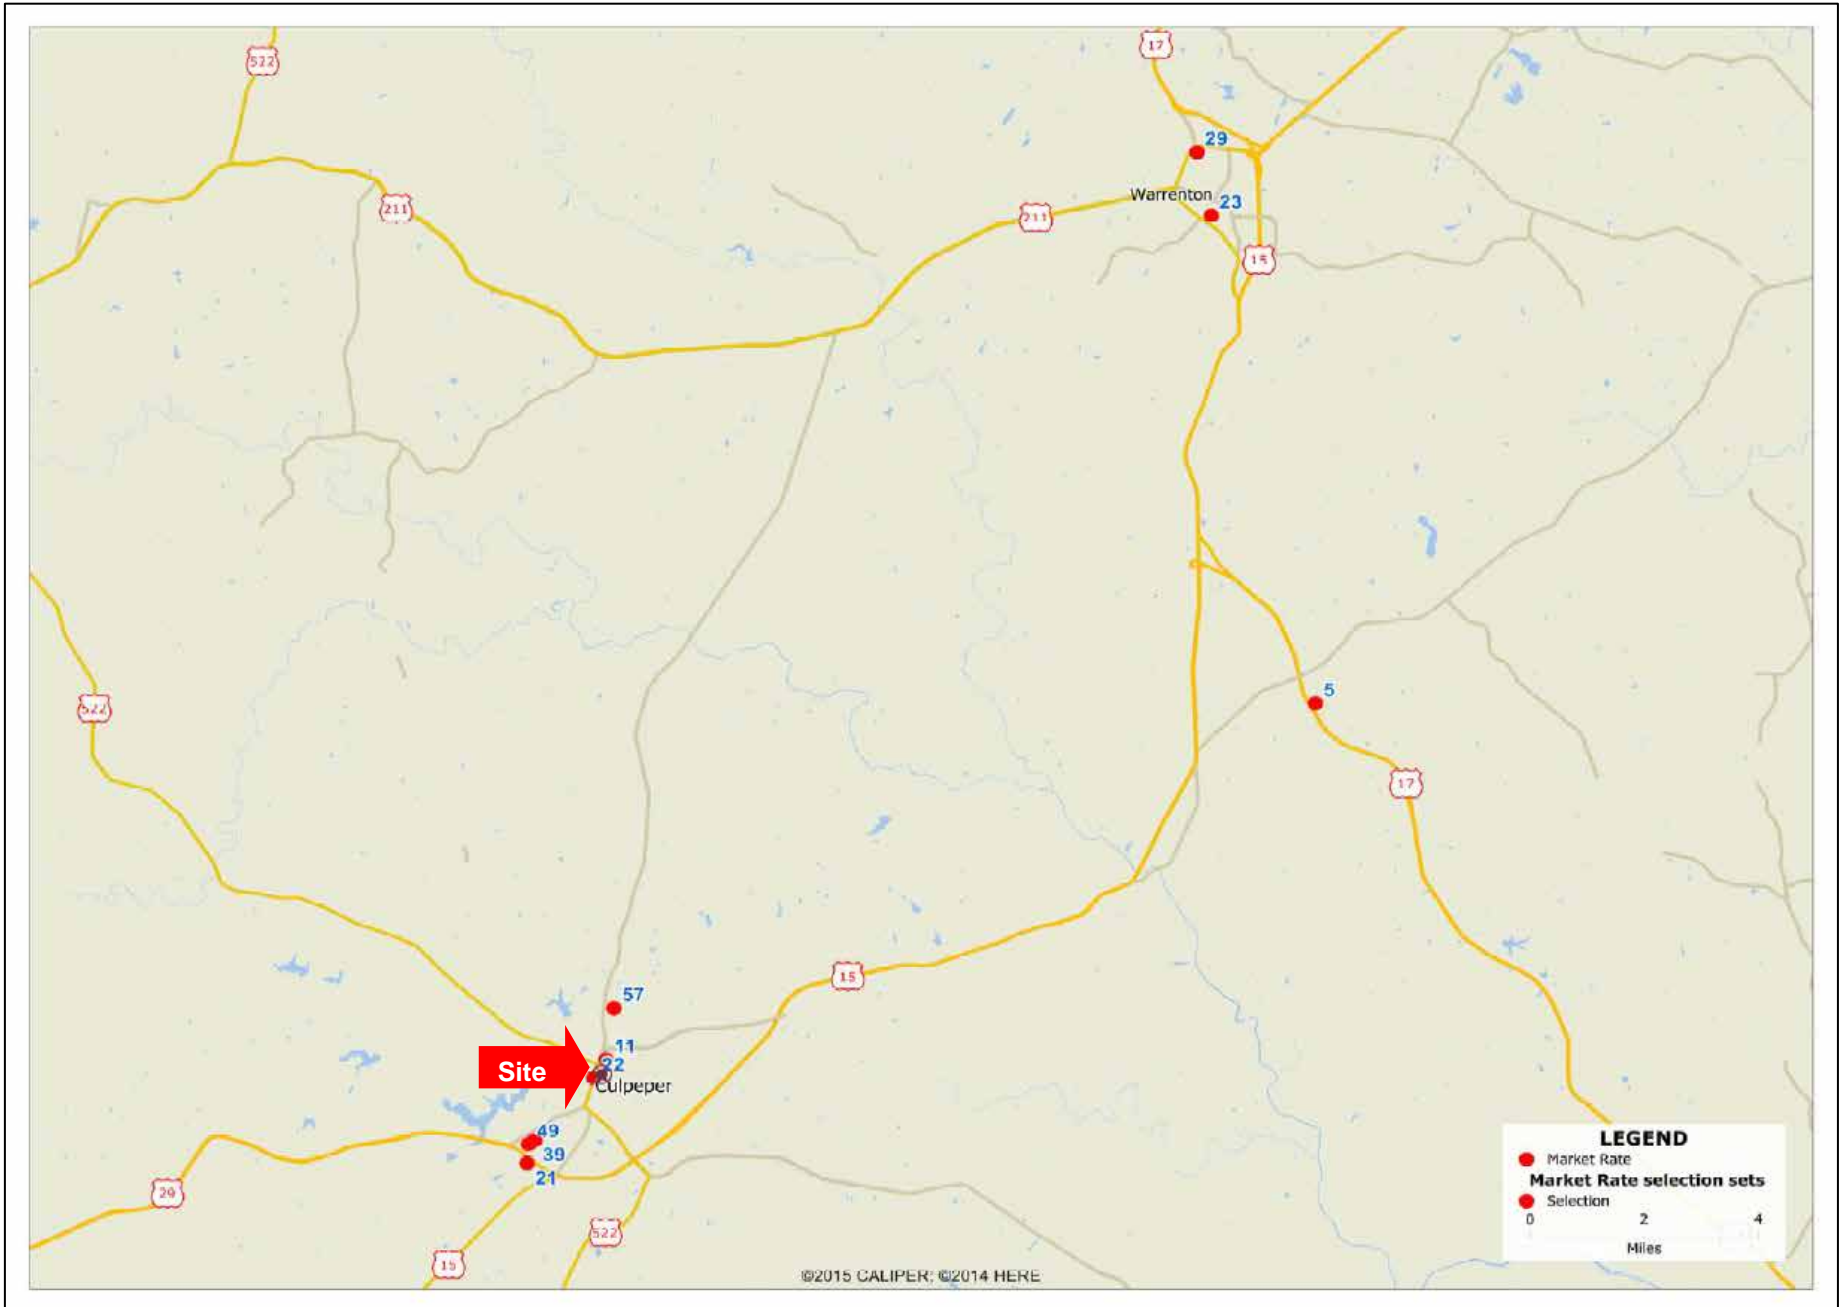 17
522
29
Warrenton
23
211
211
15
5
522
17
57
15
11
22
Site
Culpeper
49
39
21
29
522
15
LEGEND
Market Rate
Market Rate selection sets
Selection
0 2 4
Miles
©2015 CALIPER; ©2014 HERE